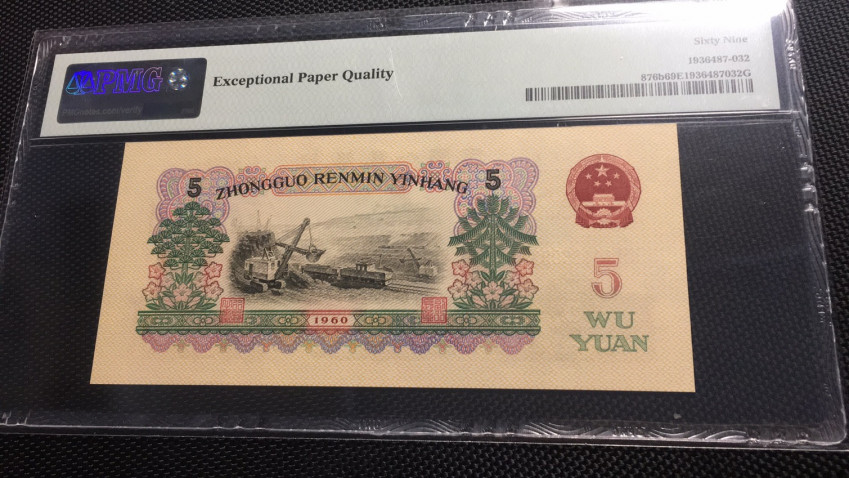 PMG
Exceptional Paper Quality
Sixty Nine
1936487-032
876b69E1936487032G
5 ZHONGGUO RENMIN YINHANG 5
1960
5
WU
YUAN